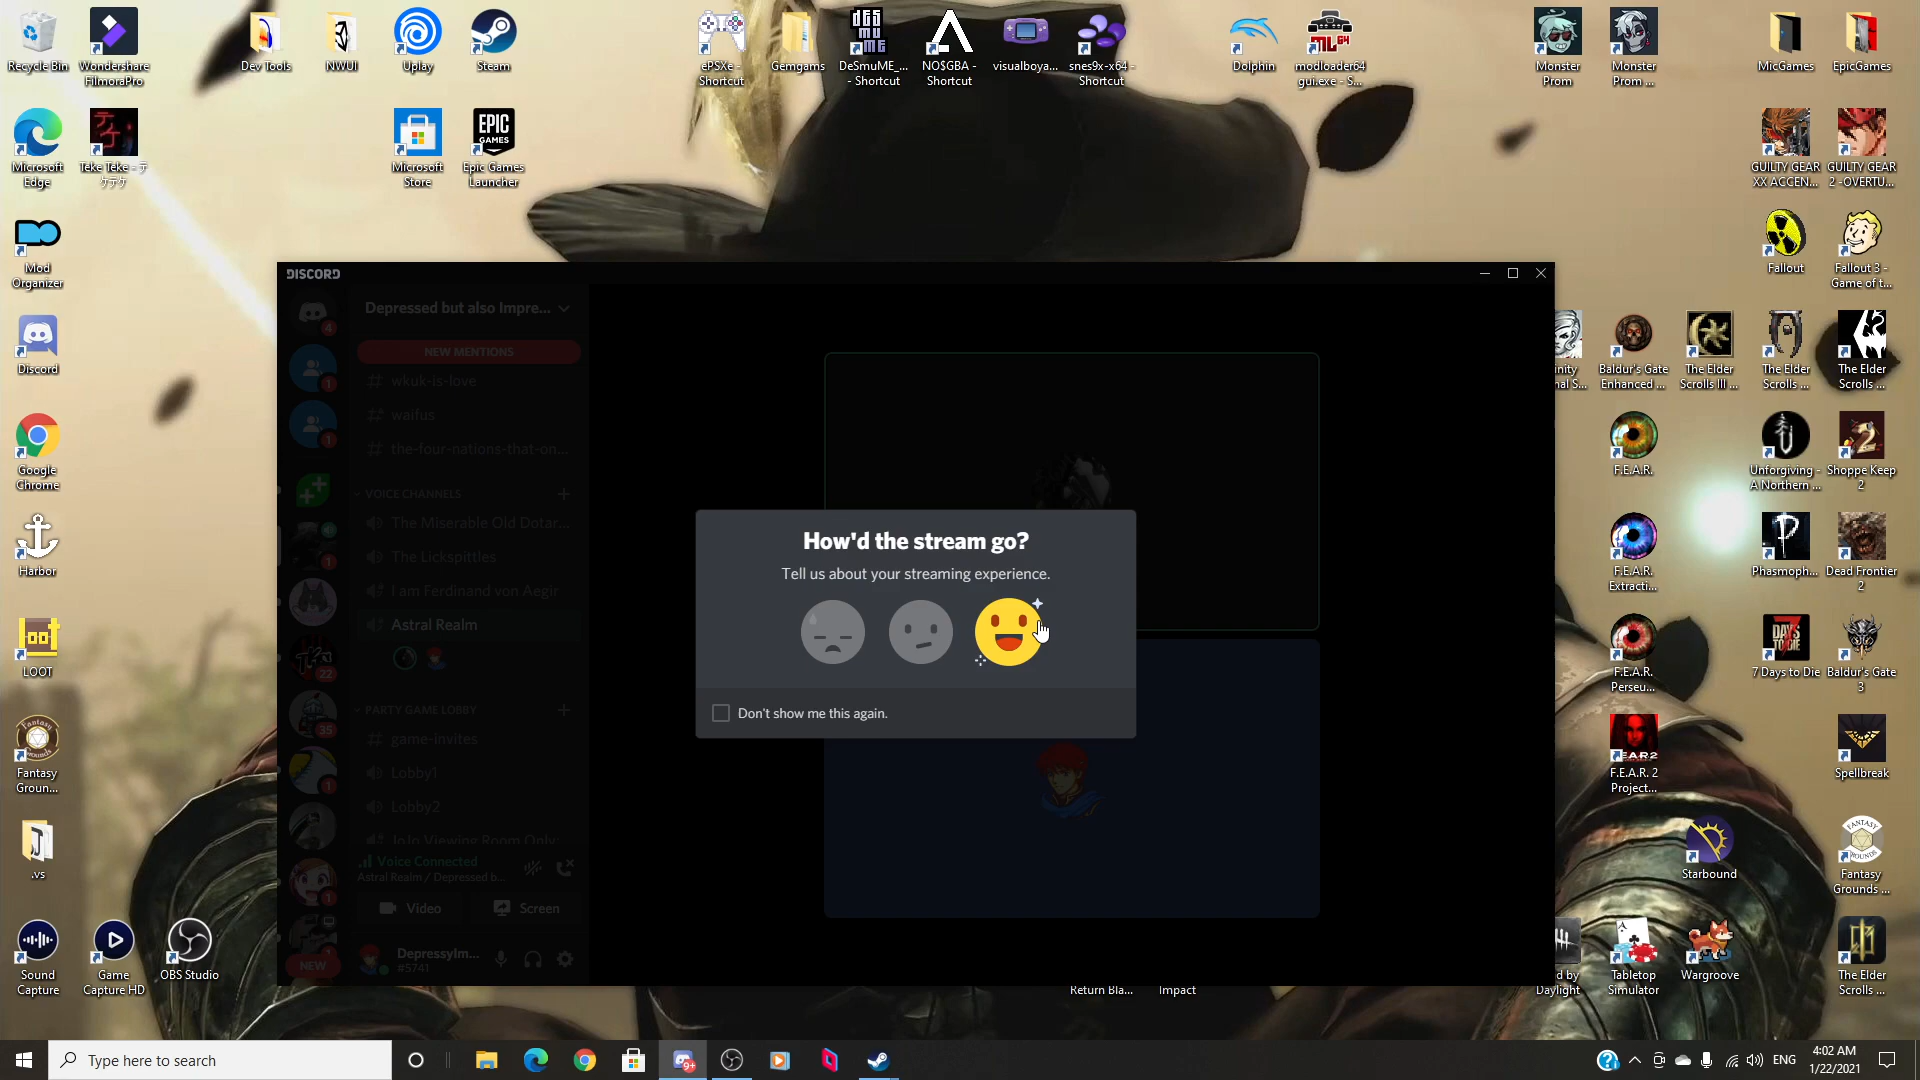 Recycle Bin
Wondershare
FilmoraPro
Dev Tools
NWUI
Uplay
Steam
ePSXe -
Shortcut
Gemgams
DeSmuME_...
- Shortcut
NO$GBA -
Shortcut
visualboya...
snes9x-x64 -
Shortcut
Dolphin
modloader64
gui.exe - S...
Monster
Prom
Monster
Prom ...
MicGames
EpicGames
Microsoft
Edge
Teke Teke - テ
ケテケ
Microsoft
Store
EPIC
GAMES
Epic Games
Launcher
GUILTY GEAR
XX ACCEN...
GUILTY GEAR
2 -OVERTU...
Mod
Organizer
Fallout
Fallout 3 -
Game of t...
Discord
Baldur's Gate
Enhanced ...
The Elder
Scrolls III ...
The Elder
Scrolls ...
The Elder
Scrolls ...
Google
Chrome
F.E.A.R.
Unforgiving -
A Northern ...
Shoppe Keep
2
Harbor
F.E.A.R.
Extracti...
Phasmoph...
Dead Frontier
2
LOOT
F.E.A.R.
Perseu...
7 Days to Die
Baldur's Gate
3
Fantasy
Groun...
F.E.A.R. 2
Project...
Spellbreak
.vs
Starbound
Fantasy
Grounds ...
Sound
Capture
Game
Capture HD
OBS Studio
Return Bla...
Impact
d by
Daylight
Tabletop
Simulator
Wargroove
The Elder
Scrolls ...
DISCORD
Depressed but also Impre...
NEW MENTIONS
wkuk-is-love
waifus
the-four-nations-that-on...
VOICE CHANNELS
The Miserable Old Dotar...
The Lickspittles
I am Ferdinand von Aegir
Astral Realm
PARTY GAME LOBBY
game-invites
Lobby1
Lobby2
JoJo Viewing Room Only:
Voice Connected
Astral Realm / Depressed b...
Video
Screen
DepressyIm...
#5741
NEW
How'd the stream go?
Tell us about your streaming experience.
Don't show me this again.
Type here to search
9+
ENG
4:02 AM
1/22/2021